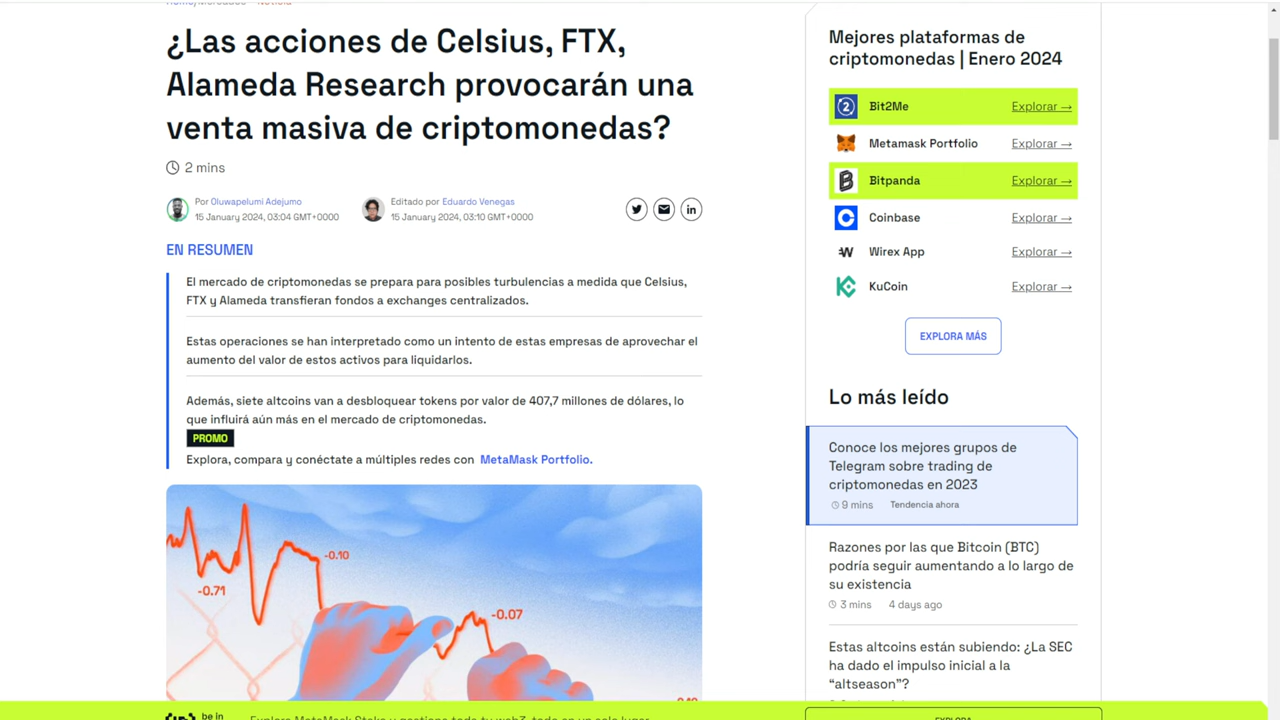 ¿Las acciones de Celsius, FTX,
Alameda Research provocarán una
venta masiva de criptomonedas?
2 mins
Por Oluwapelumi Adejumo
15 January 2024, 03:04 GMT+0000
Editado por Eduardo Venegas
15 January 2024, 03:10 GMT+0000
EN RESUMEN
El mercado de criptomonedas se prepara para posibles turbulencias a medida que Celsius,
FTX y Alameda transfieran fondos a exchanges centralizados.
Estas operaciones se han interpretado como un intento de estas empresas de aprovechar el
aumento del valor de estos activos para liquidarlos.
Además, siete altcoins van a desbloquear tokens por valor de 407,7 millones de dólares, lo
que influirá aún más en el mercado de criptomonedas.
PROMO
Explora, compara y conéctate a múltiples redes con MetaMask Portfolio.
-0.10
-0.71
-0.07
Mejores plataformas de
criptomonedas | Enero 2024
Bit2Me Explorar →
Metamask Portfolio Explorar →
Bitpanda Explorar →
Coinbase Explorar →
Wirex App Explorar →
KuCoin Explorar →
EXPLORA MÁS
Lo más leído
Conoce los mejores grupos de
Telegram sobre trading de
criptomonedas en 2023
9 mins Tendencia ahora
Razones por las que Bitcoin (BTC)
podría seguir aumentando a lo largo de
su existencia
3 mins 4 days ago
Estas altcoins están subiendo: ¿La SEC
ha dado el impulso inicial a la
“altseason”?
be in
EXPLORA